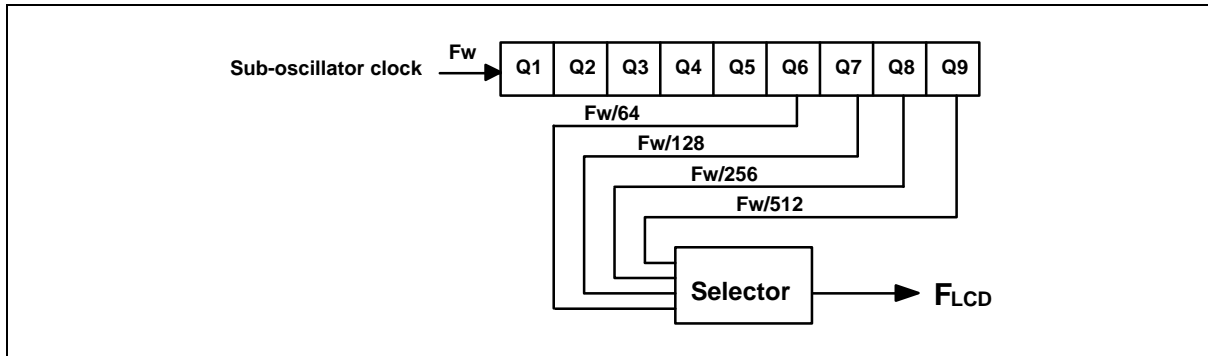 Fw
Sub-oscillator clock
Q1 Q2 Q3 Q4 Q5 Q6 Q7 Q8 Q9
Fw/64
Fw/128
Fw/256
Fw/512
Selector
FLCD